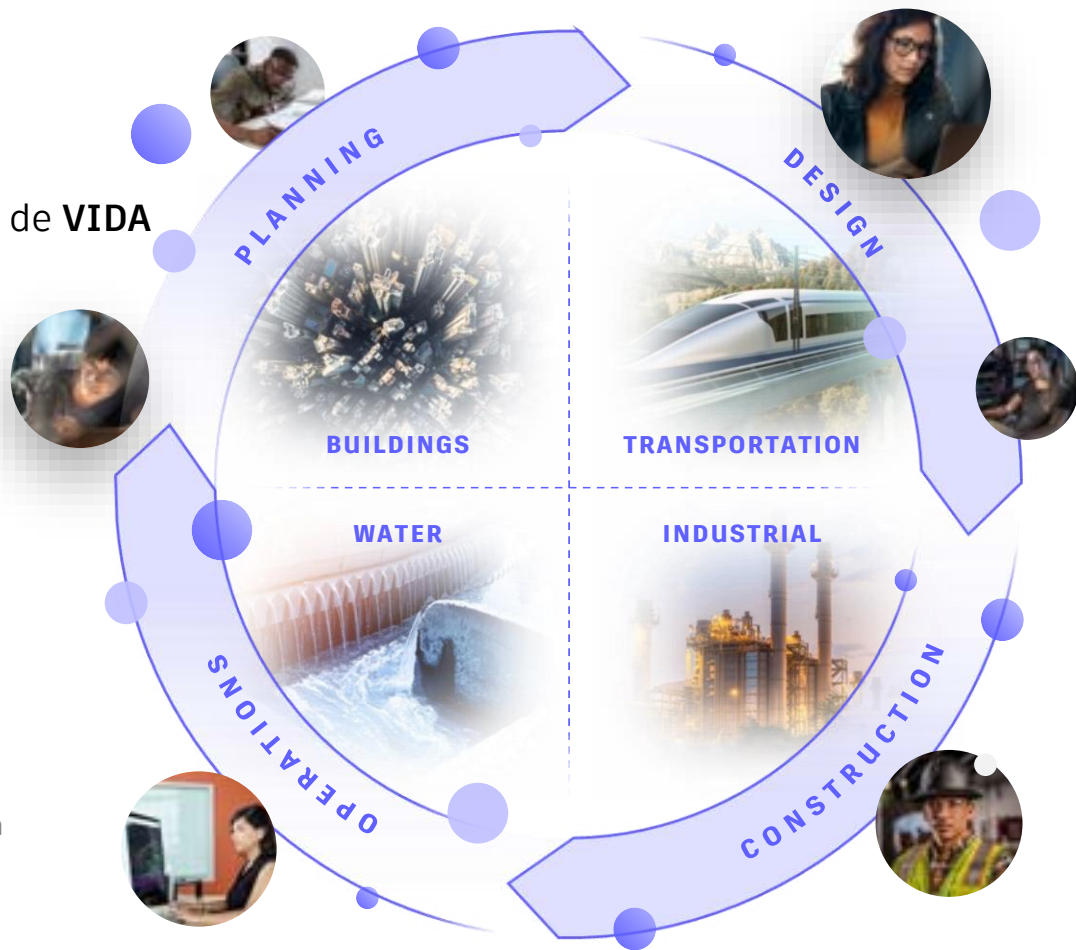 PLANNING
DESIGN
de VIDA
BUILDINGS
TRANSPORTATION
WATER
INDUSTRIAL
OPERATIONS
CONSTRUCTION